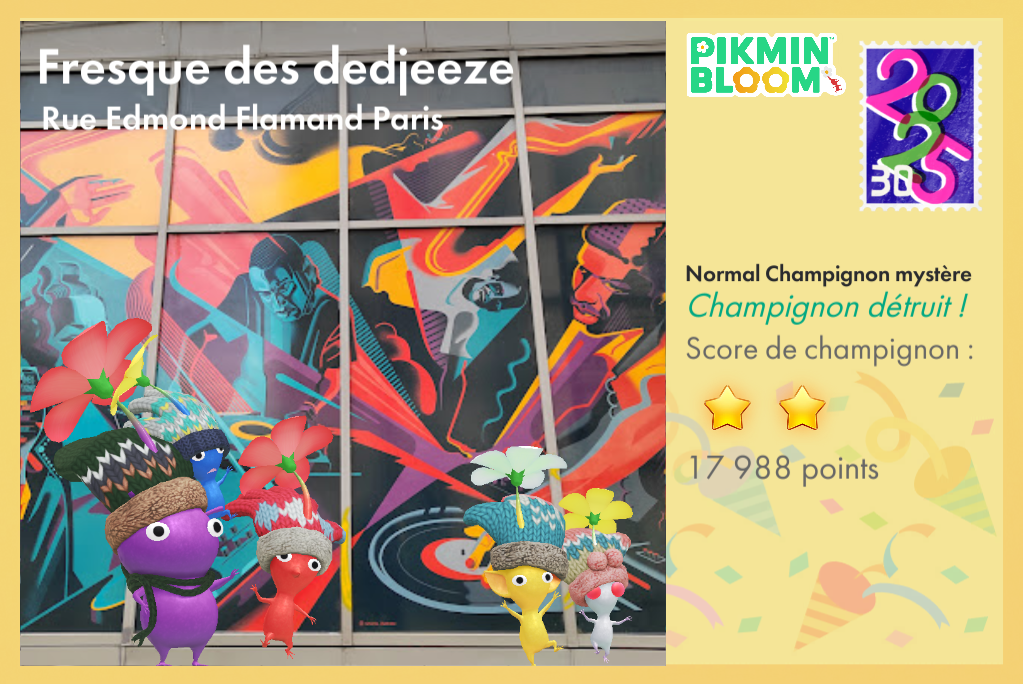 Fresque des dedjeeze
Rue Edmond Flamand Paris
PIKMIN
BLOOM
2025
30
Normal Champignon mystère
Champignon détruit !
Score de champignon :
17 988 points